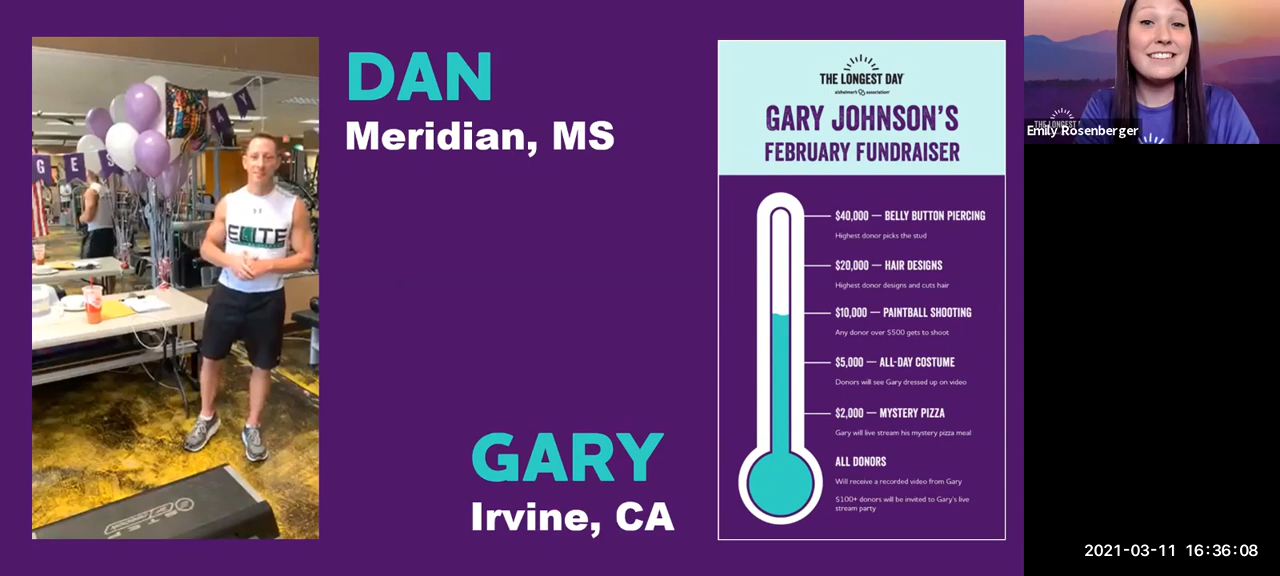 DAN
Meridian, MS
G E S
A Y
ELITE
STEP
GARY
Irvine, CA
THE LONGEST DAY
alzheimer's association
GARY JOHNSON'S
FEBRUARY FUNDRAISER
$40,000 — BELLY BUTTON PIERCING
Highest donor picks the stud
$20,000 — HAIR DESIGNS
Highest donor designs and cuts hair
$10,000 — PAINTBALL SHOOTING
Any donor over $500 gets to shoot
$5,000 — ALL-DAY COSTUME
Donors will see Gary dressed up on video
$2,000 — MYSTERY PIZZA
Gary will live stream his mystery pizza meal
ALL DONORS
Will receive a recorded video from Gary
$100+ donors will be invited to Gary's live
stream party
THE LONGEST
Emily Rosenberger
2021-03-11 16:36:08